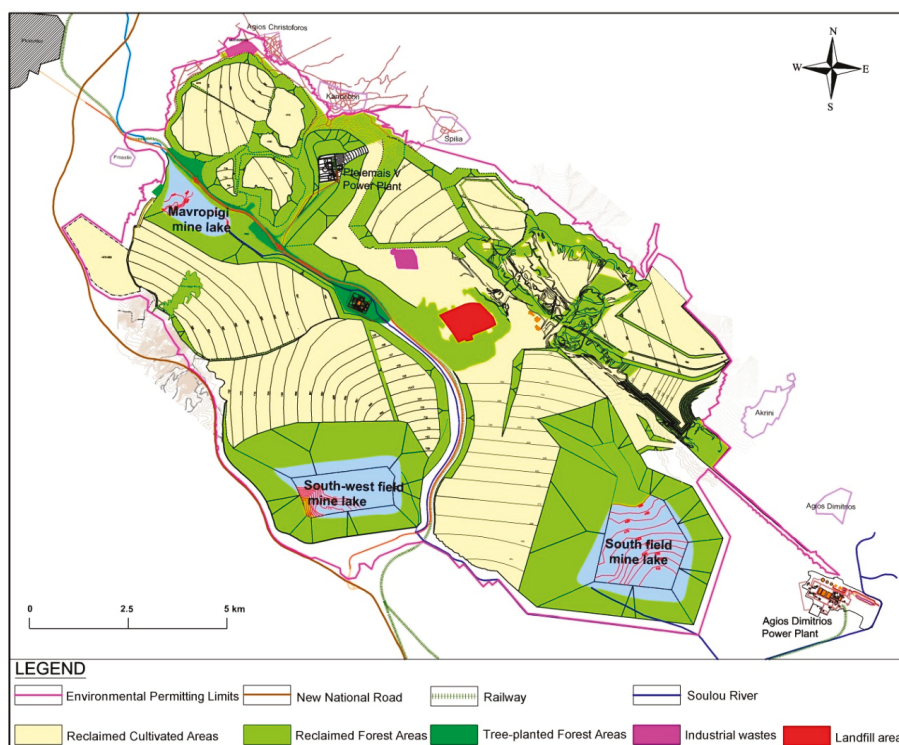 Agios Christoforos
N
W
E
S
Spilia
Ptolemais V
Power Plant
Mavropigi
mine lake
Akrini
South-west field
mine lake
Agios Dimitrios
South field
mine lake
0
2.5
5 km
Agios Dimitrios
Power Plant
LEGEND
Environmental Permitting Limits
New National Road
Railway
Soulou River
Reclaimed Cultivated Areas
Reclaimed Forest Areas
Tree-planted Forest Areas
Industrial wastes
Landfill area